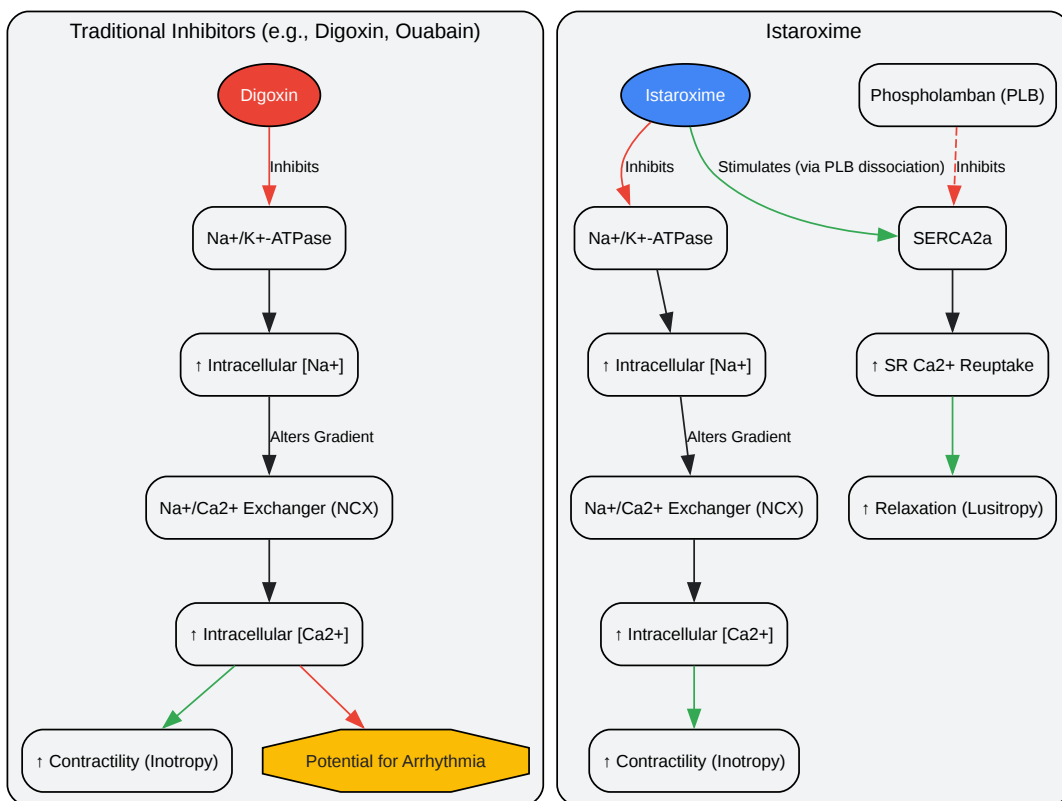 Traditional Inhibitors (e.g., Digoxin, Ouabain)
Digoxin
Inhibits
Na+/K+-ATPase
↑ Intracellular [Na+]
Alters Gradient
Na+/Ca2+ Exchanger (NCX)
↑ Intracellular [Ca2+]
↑ Contractility (Inotropy)
Potential for Arrhythmia
Istaroxime
Istaroxime
Phospholamban (PLB)
Inhibits
Stimulates (via PLB dissociation)
Inhibits
Na+/K+-ATPase
SERCA2a
↑ Intracellular [Na+]
↑ SR Ca2+ Reuptake
Alters Gradient
Na+/Ca2+ Exchanger (NCX)
↑ Relaxation (Lusitropy)
↑ Intracellular [Ca2+]
↑ Contractility (Inotropy)